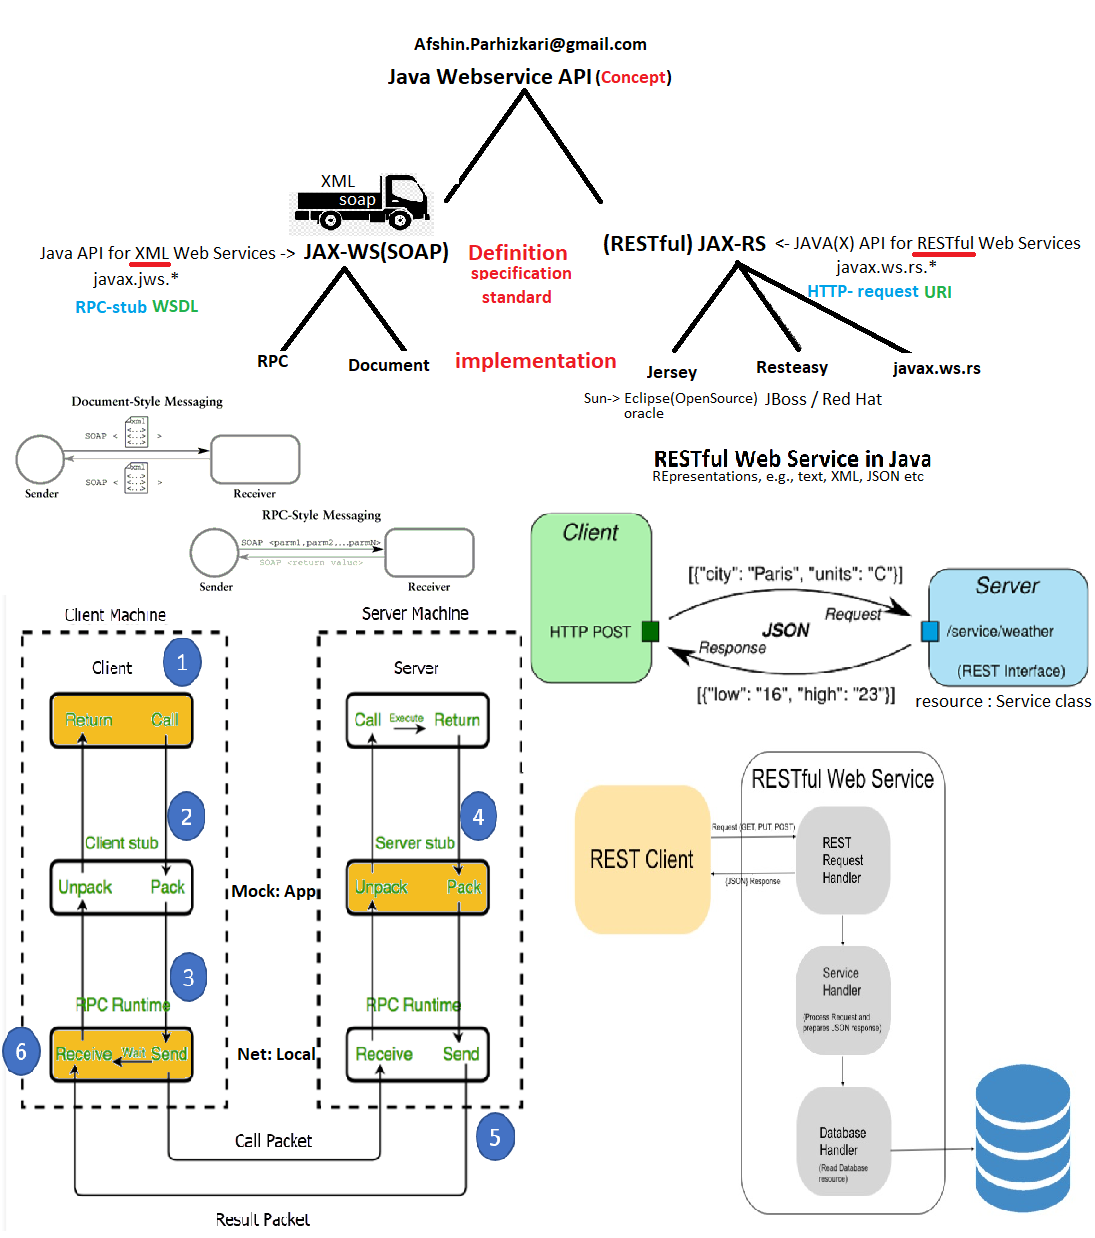 Afshin.Parhizkari@gmail.com
Java Webservice API (Concept)
XML
soap
Java API for XML Web Services -> JAX-WS(SOAP)
javax.jws.*
RPC-stub WSDL
Definition
specification
standard
(RESTful) JAX-RS <- JAVA(X) API for RESTful Web Services
javax.ws.rs.*
HTTP- request URI
RPC
Document
implementation
Jersey
Resteasy
javax.ws.rs
Sun-> Eclipse(OpenSource)
oracle
JBoss / Red Hat
Document-Style Messaging
xml
<...>
<...>
<...>
SOAP < >
xml
<...>
<...>
<...>
SOAP < >
Sender
Receiver
RPC-Style Messaging
SOAP <parm1,parm2,...parmN>
SOAP <return value>
Sender
Receiver
RESTful Web Service in Java
REpresentations, e.g., text, XML, JSON etc
Client
HTTP POST
[{"city": "Paris", "units": "C"}]
Request
JSON
Response
[{"low": "16", "high": "23"}]
Server
/service/weather
(REST Interface)
resource : Service class
Client Machine
Server Machine
Client
1
Server
Return Call
Call Execute Return
2
4
Client stub
Server stub
Unpack Pack
Mock: App
Unpack Pack
3
RPC Runtime
RPC Runtime
6
Receive Wait Send
Net: Local
Receive Send
5
Call Packet
Result Packet
REST Client
RESTful Web Service
Request (GET, PUT, POST)
(JSON) Response
REST
Request
Handler
Service
Handler
(Process Request and
prepares JSON response)
Database
Handler
(Read Database
resource)